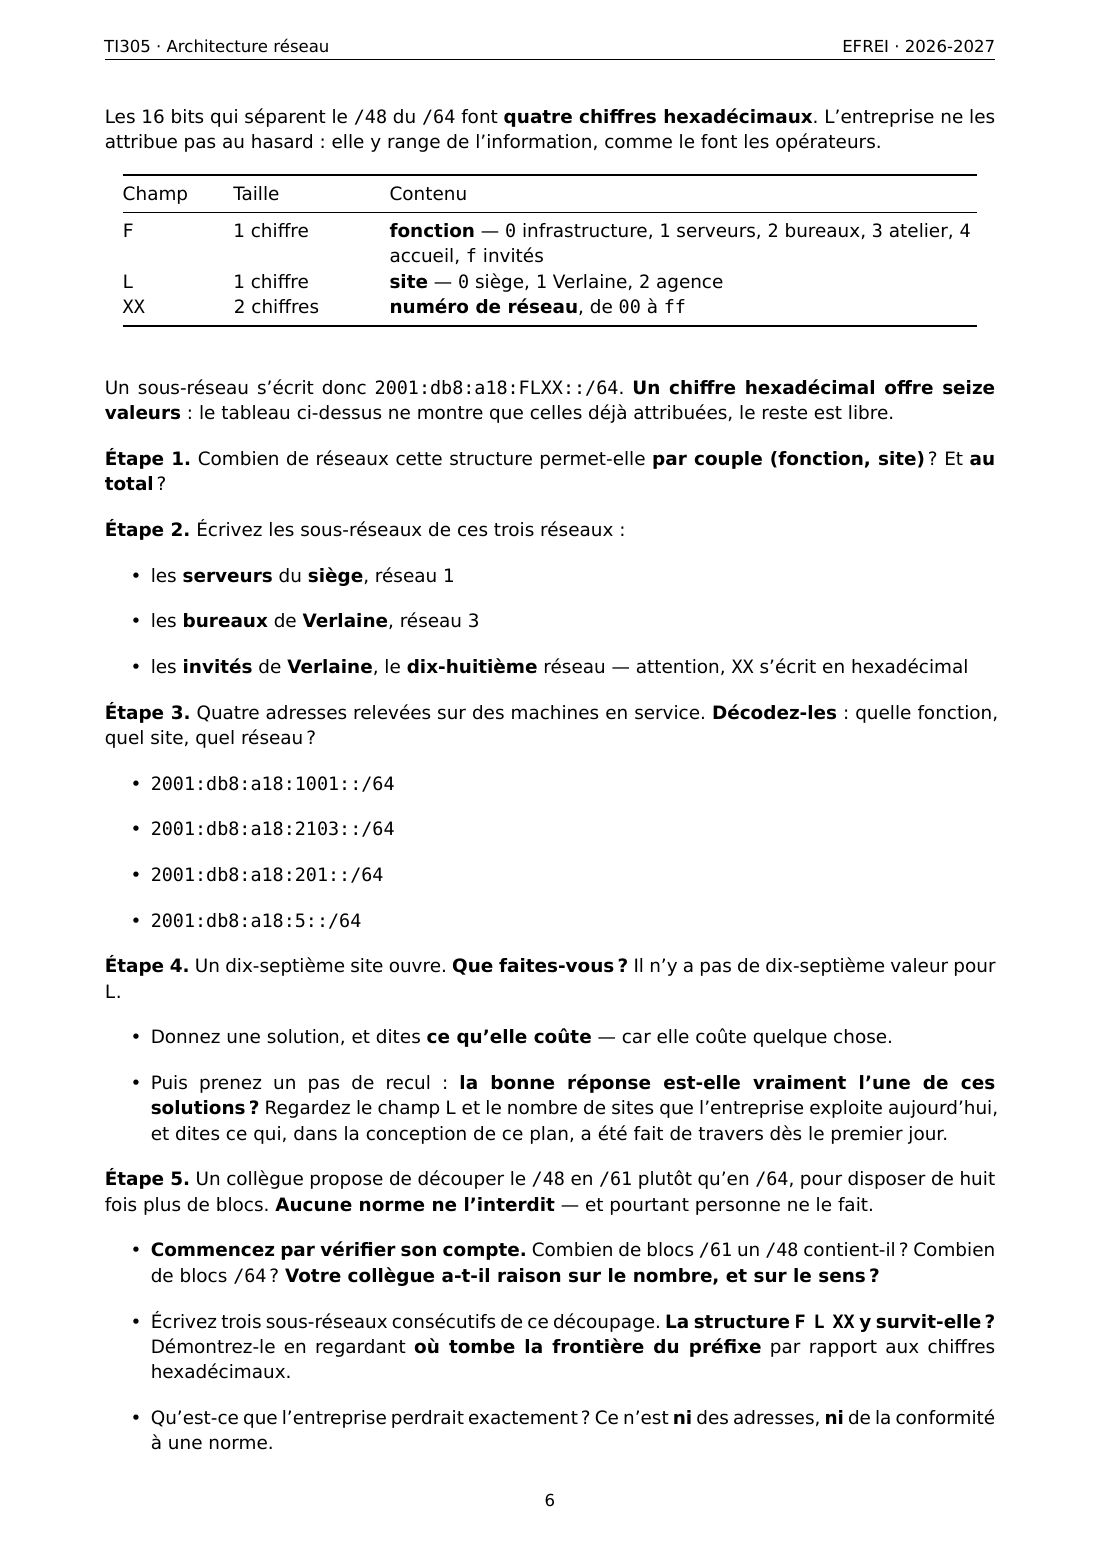 TI305 · Architecture réseau
EFREI · 2026-2027
Les 16 bits qui séparent le /48 du /64 font quatre chiffres hexadécimaux. L’entreprise ne les
attribue pas au hasard : elle y range de l’information, comme le font les opérateurs.
Champ Taille Contenu
F 1 chiffre fonction — 0 infrastructure, 1 serveurs, 2 bureaux, 3 atelier, 4
accueil, f invités
L 1 chiffre site — 0 siège, 1 Verlaine, 2 agence
XX 2 chiffres numéro de réseau, de 00 à ff
Un sous-réseau s’écrit donc 2001:db8:a18:FLXX::/64. Un chiffre hexadécimal offre seize
valeurs : le tableau ci-dessus ne montre que celles déjà attribuées, le reste est libre.
Étape 1. Combien de réseaux cette structure permet-elle par couple (fonction, site) ? Et au
total ?
Étape 2. Écrivez les sous-réseaux de ces trois réseaux :
• les serveurs du siège, réseau 1
• les bureaux de Verlaine, réseau 3
• les invités de Verlaine, le dix-huitième réseau — attention, XX s’écrit en hexadécimal
Étape 3. Quatre adresses relevées sur des machines en service. Décodez-les : quelle fonction,
quel site, quel réseau ?
• 2001:db8:a18:1001::/64
• 2001:db8:a18:2103::/64
• 2001:db8:a18:201::/64
• 2001:db8:a18:5::/64
Étape 4. Un dix-septième site ouvre. Que faites-vous ? Il n’y a pas de dix-septième valeur pour
L.
• Donnez une solution, et dites ce qu’elle coûte — car elle coûte quelque chose.
• Puis prenez un pas de recul : la bonne réponse est-elle vraiment l’une de ces
solutions ? Regardez le champ L et le nombre de sites que l’entreprise exploite aujourd’hui,
et dites ce qui, dans la conception de ce plan, a été fait de travers dès le premier jour.
Étape 5. Un collègue propose de découper le /48 en /61 plutôt qu’en /64, pour disposer de huit
fois plus de blocs. Aucune norme ne l’interdit — et pourtant personne ne le fait.
• Commencez par vérifier son compte. Combien de blocs /61 un /48 contient-il ? Combien
de blocs /64 ? Votre collègue a-t-il raison sur le nombre, et sur le sens ?
• Écrivez trois sous-réseaux consécutifs de ce découpage. La structure F L XX y survit-elle ?
Démontrez-le en regardant où tombe la frontière du préfixe par rapport aux chiffres
hexadécimaux.
• Qu’est-ce que l’entreprise perdrait exactement ? Ce n’est ni des adresses, ni de la conformité
à une norme.
6